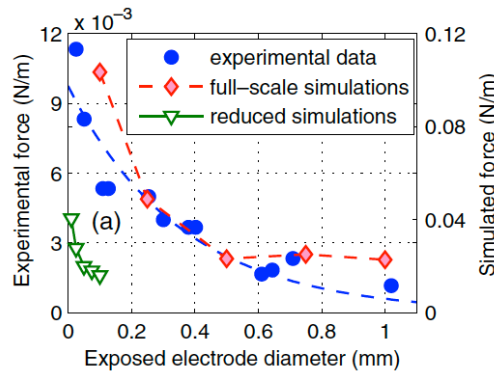 × 10⁻³
12
9
6
3
0
Experimental force (N/m)
experimental data
full–scale simulations
reduced simulations
(a)
0.12
0.08
0.04
0
Simulated force (N/m)
0 0.2 0.4 0.6 0.8 1
Exposed electrode diameter (mm)